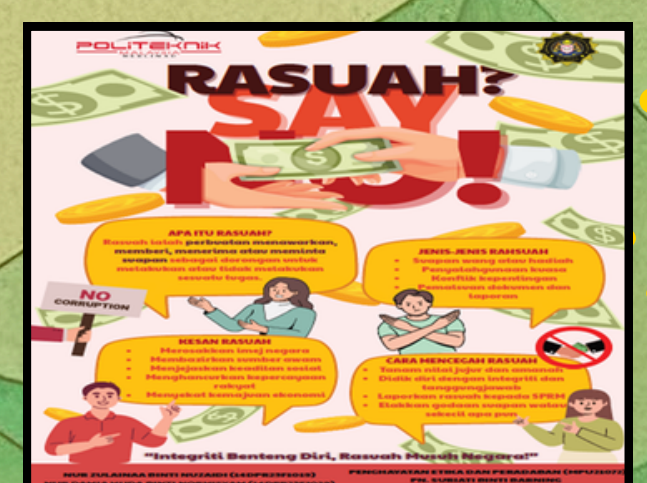 POLITEKNIK
MALAYSIA
RASUAH?
SAY
NO!
APA ITU RASUAH?
Rasuah ialah perbuatan menawarkan,
memberi, menerima atau meminta
suapan sebagai dorongan untuk
melakukan atau tidak melakukan
sesuatu tugas.
JENIS-JENIS RAHSUAH
• Suapan wang atau hadiah
• Penyalahgunaan kuasa
• Konflik kepentingan
• Pemalsuan dokumen dan
laporan
NO
CORRUPTION
KESAN RASUAH
• Merosakkan imej negara
• Membazirkan sumber awam
• Menjejaskan keadilan sosial
• Menghancurkan kepercayaan
rakyat
• Menyekat kemajuan ekonomi
CARA MENCEGAH RASUAH
• Tanam nilai jujur dan amanah
• Didik diri dengan integriti dan
tanggungjawab
• Laporkan rasuah kepada SPRM
• Elakkan godaan suapan walau
sekecil apa pun
"Integriti Benteng Diri, Rasuah Musuh Negara!"
NUR ZULAINAA BINTI NUZAIDI
PENGHAYATAN ETIKA DAN PERADABAN
PN. SURIATI BINTI